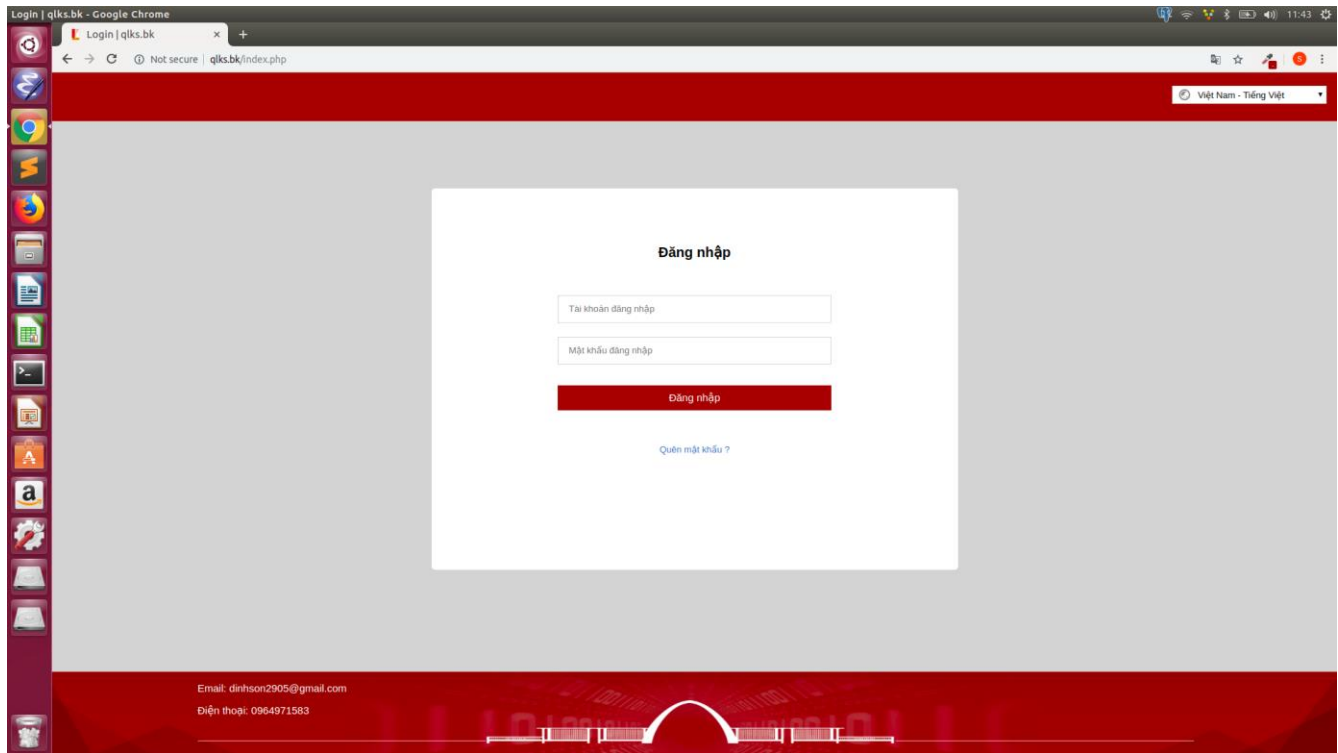 Login | qlks.bk - Google Chrome
11:43
Login | qlks.bk
Not secure | qlks.bk/index.php
S
Việt Nam - Tiếng Việt
Đăng nhập
Tài khoản đăng nhập
Mật khẩu đăng nhập
Đăng nhập
Quên mật khẩu ?
Email: dinhson2905@gmail.com
Điện thoại: 0964971583